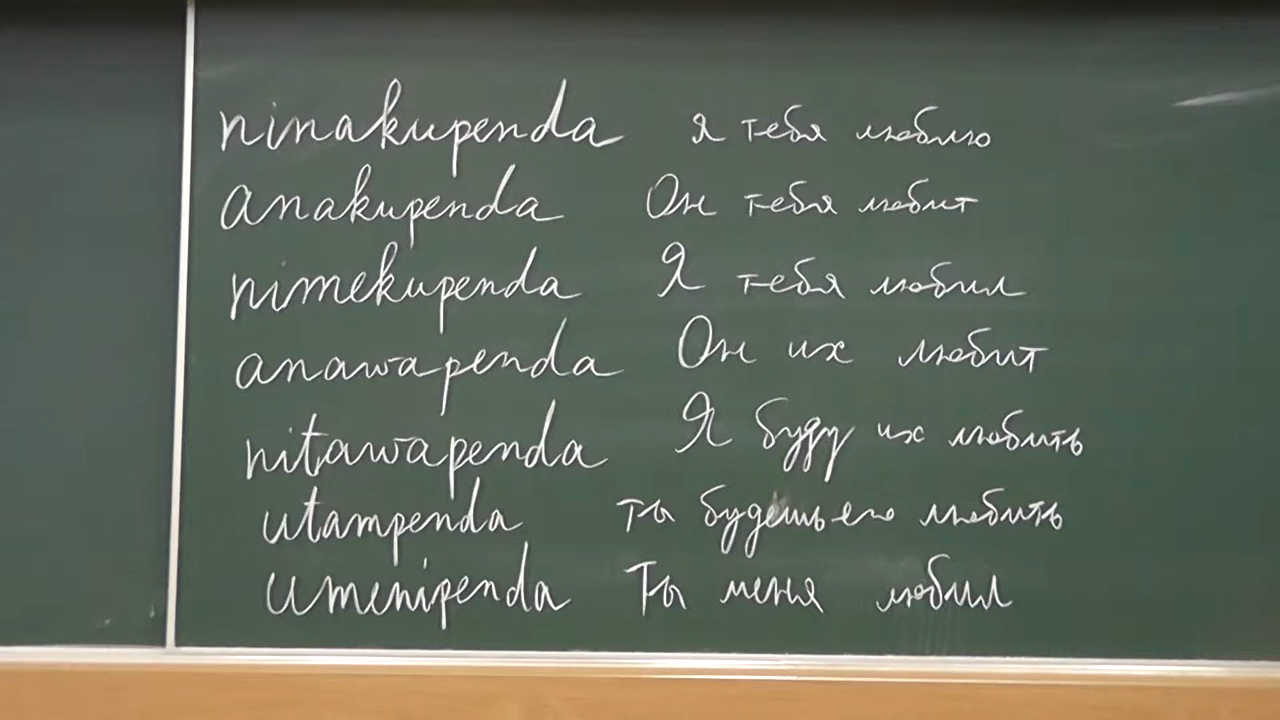 ninakupenda я тебя люблю
anakupenda Он тебя любит
nimekupenda Я тебя любил
anawapenda Он их любит
nitawapenda Я буду их любить
utampenda ты будешь его любить
umenipenda Ты меня любил